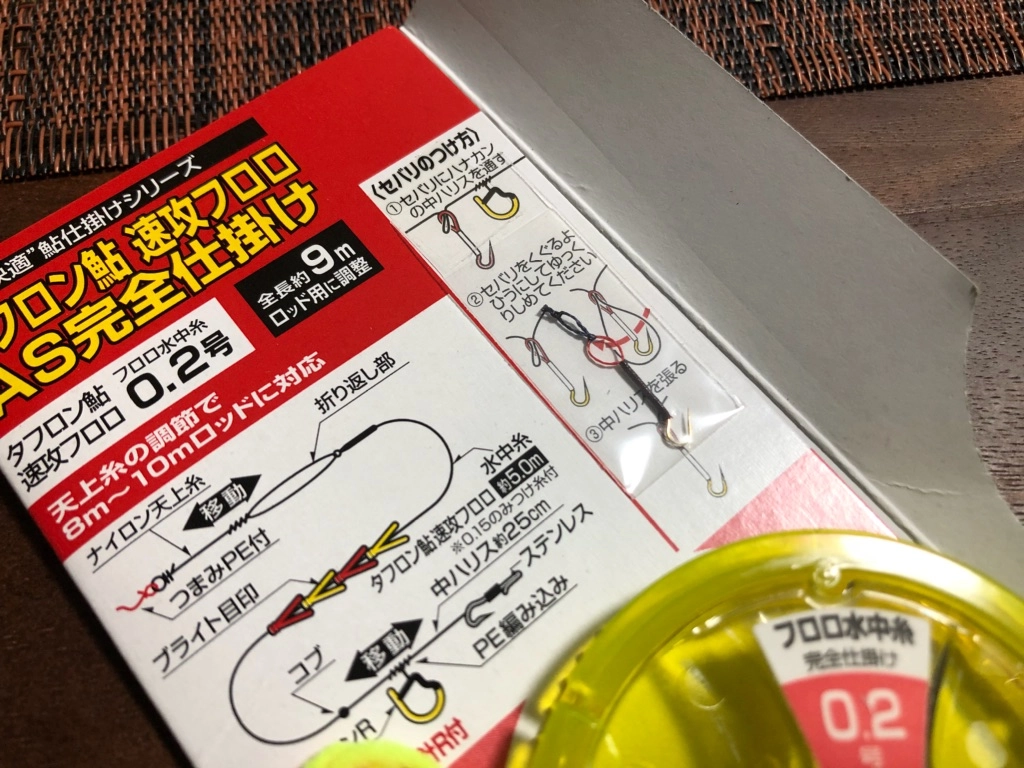 快適"鮎仕掛けシリーズ
フロン鮎 速攻フロロ
AS完全仕掛け
全長約9m
ロッド用に調整
タフロン鮎
速攻フロロ
フロロ水中糸
0.2号
天上糸の調節で
8m～10mロッドに対応
折り返し部
ナイロン天上糸
移動
つまみPE付
ブライト目印
水中糸
タフロン鮎速攻フロロ 約5.0m
※0.15のみつけ糸付
中ハリス約25cm
ステンレス
PE編み込み
移動
コブ
R付
〈セバリのつけ方〉
①セバリにハナカン
の中ハリスを通す
②セバリをくぐるよ
うにしてゆっく
りしめてください
③中ハリスを張る
フロロ水中糸
完全仕掛け
0.2
号